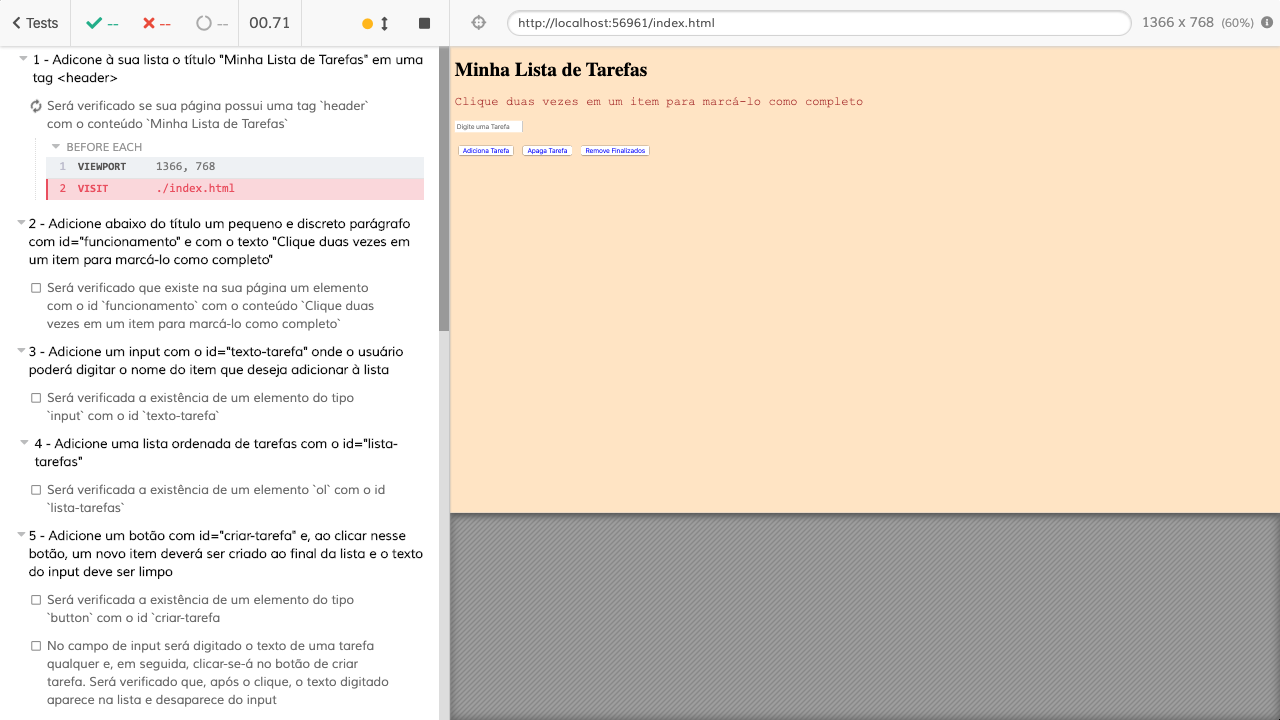 Tests
--
--
--
00.71
http://localhost:56961/index.html
1366 x 768 (60%)
1 - Adicone à sua lista o título "Minha Lista de Tarefas" em uma
tag <header>
Será verificado se sua página possui uma tag `header`
com o conteúdo `Minha Lista de Tarefas`
BEFORE EACH
1 VIEWPORT 1366, 768
2 VISIT ./index.html
2 - Adicione abaixo do título um pequeno e discreto parágrafo
com id="funcionamento" e com o texto "Clique duas vezes em
um item para marcá-lo como completo"
Será verificado que existe na sua página um elemento
com o id `funcionamento` com o conteúdo `Clique duas
vezes em um item para marcá-lo como completo`
3 - Adicione um input com o id="texto-tarefa" onde o usuário
poderá digitar o nome do item que deseja adicionar à lista
Será verificada a existência de um elemento do tipo
`input` com o id `texto-tarefa`
4 - Adicione uma lista ordenada de tarefas com o id="lista-
tarefas"
Será verificada a existência de um elemento `ol` com o id
`lista-tarefas`
5 - Adicione um botão com id="criar-tarefa" e, ao clicar nesse
botão, um novo item deverá ser criado ao final da lista e o texto
do input deve ser limpo
Será verificada a existência de um elemento do tipo
`button` com o id `criar-tarefa
No campo de input será digitado o texto de uma tarefa
qualquer e, em seguida, clicar-se-á no botão de criar
tarefa. Será verificado que, após o clique, o texto digitado
aparece na lista e desaparece do input
Minha Lista de Tarefas
Clique duas vezes em um item para marcá-lo como completo
Digite uma Tarefa
Adiciona Tarefa Apaga Tarefa Remove Finalizados